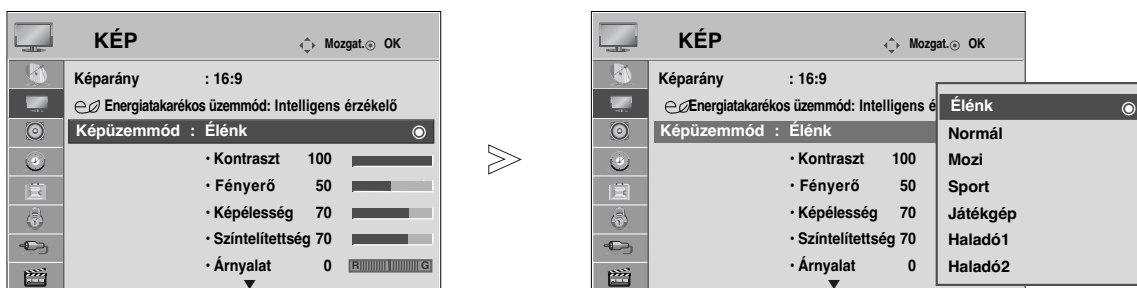 KÉP
Mozgat. OK
Képarány : 16:9
Energiatakarékos üzemmód: Intelligens érzékelő
Képüzemmód : Élénk
• Kontraszt 100
• Fényerő 50
• Képélesség 70
• Színtelítettség 70
• Árnyalat 0 R G
KÉP
Mozgat. OK
Képarány : 16:9
Energiatakarékos üzemmód: Intelligens é
Képüzemmód : Élénk
• Kontraszt 100
• Fényerő 50
• Képélesség 70
• Színtelítettség 70
• Árnyalat 0
Élénk
Normál
Mozi
Sport
Játékgép
Haladó1
Haladó2